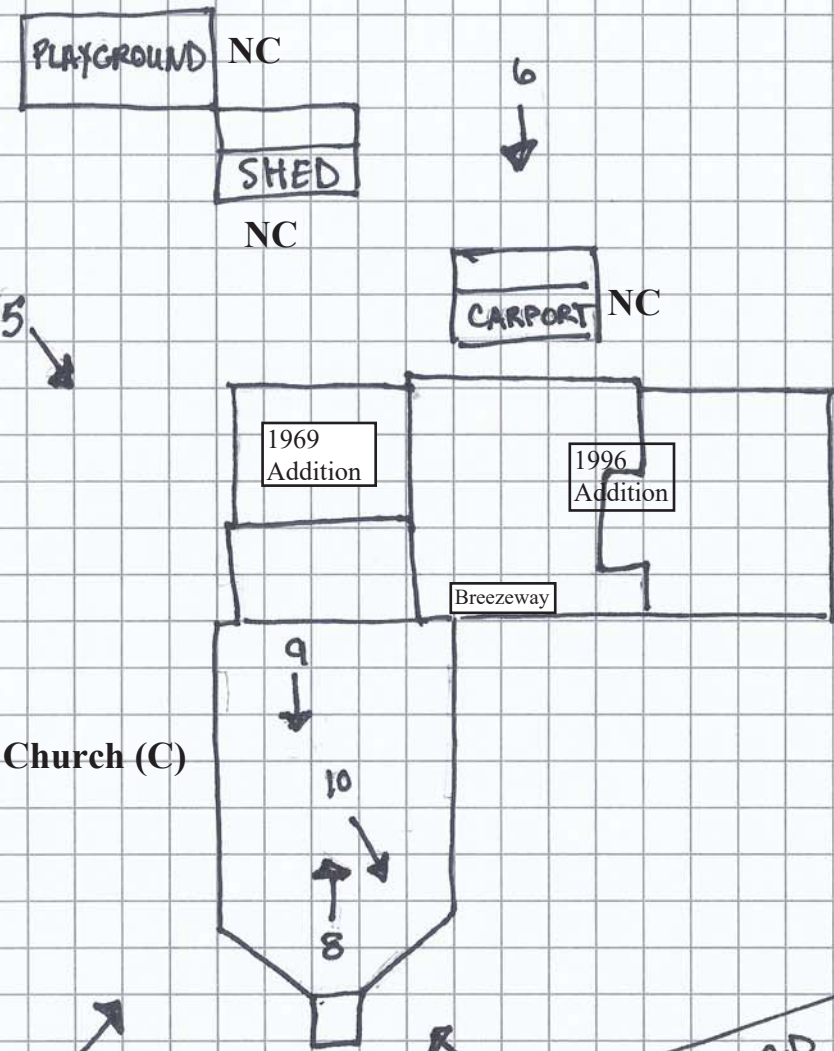 PLAYGROUND
NC
6
SHED
NC
5
CARPORT
NC
1969
Addition
1996
Addition
Breezeway
9
Church (C)
10
8